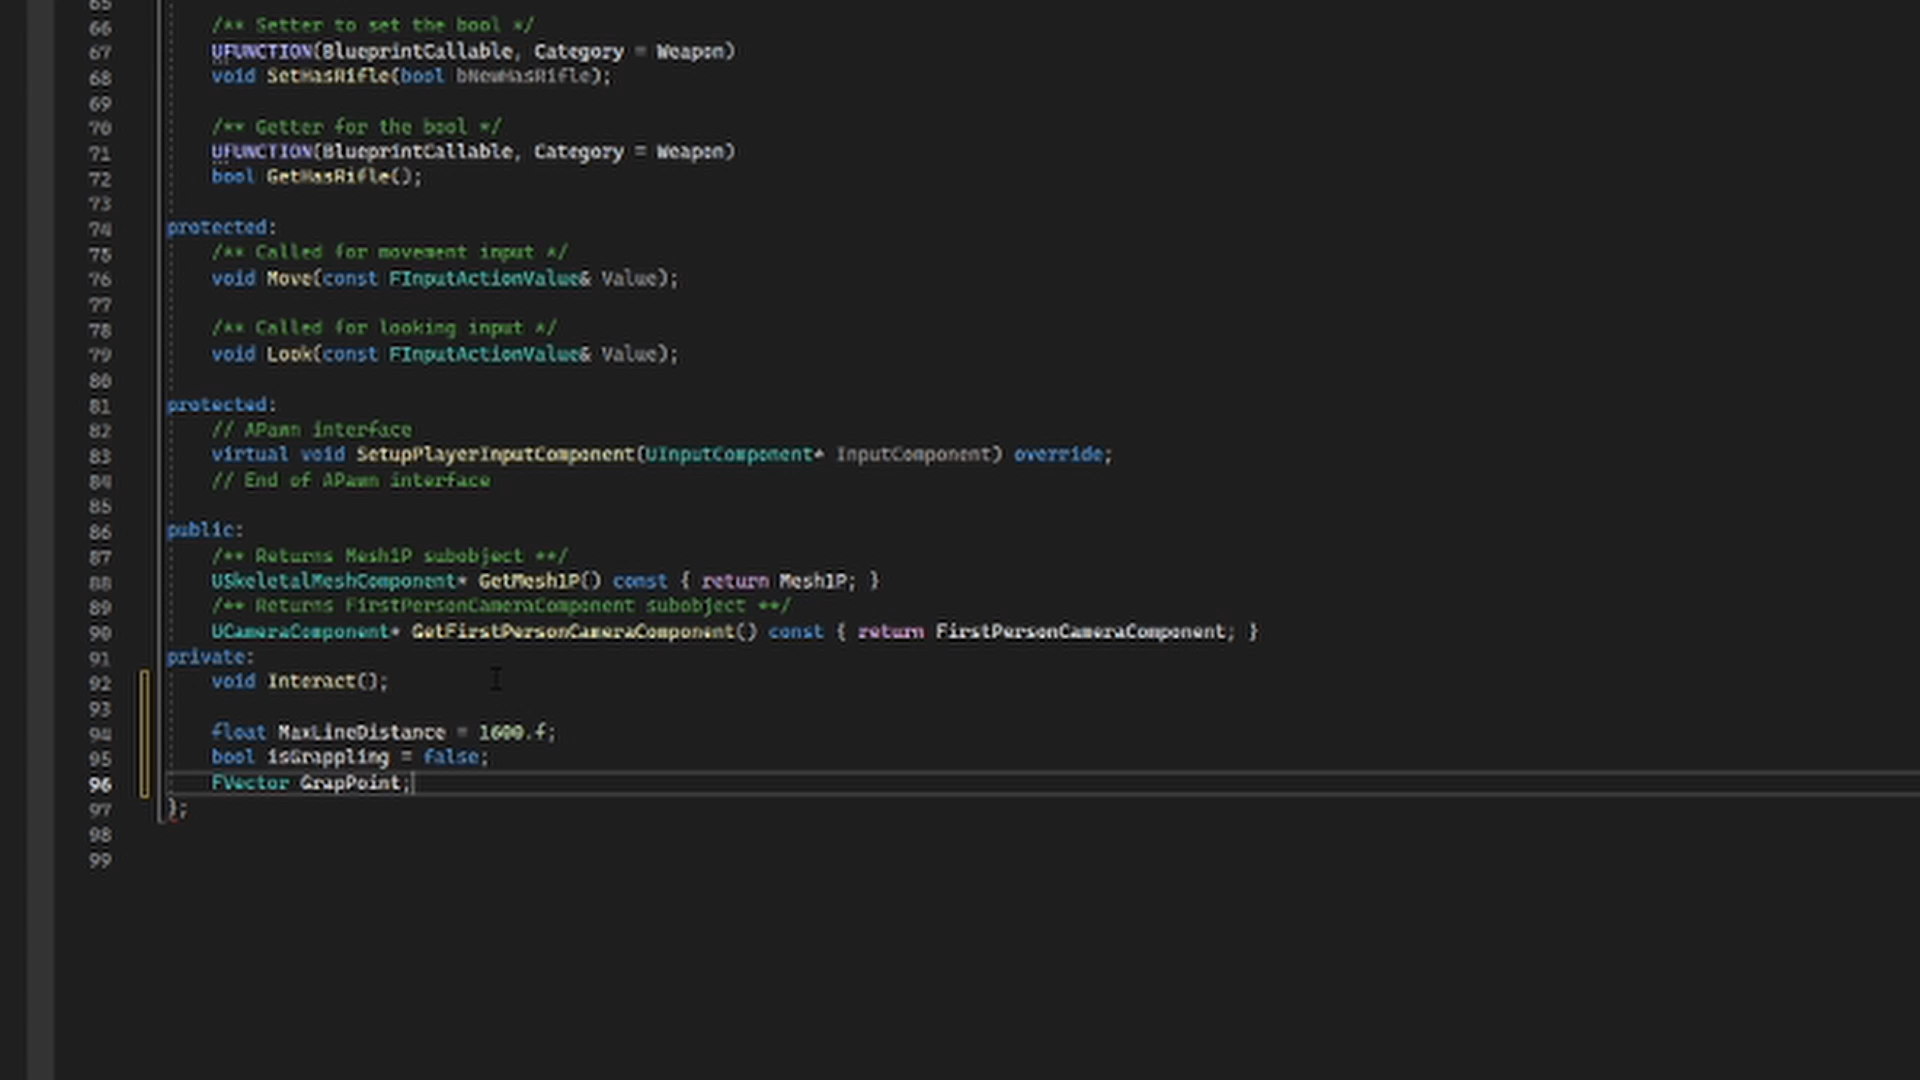 65
66 /** Setter to set the bool */
67 UFUNCTION(BlueprintCallable, Category = Weapon)
68 void SetHasRifle(bool bNewHasRifle);
69
70 /** Getter for the bool */
71 UFUNCTION(BlueprintCallable, Category = Weapon)
72 bool GetHasRifle();
73
74 protected:
75 /** Called for movement input */
76 void Move(const FInputActionValue& Value);
77
78 /** Called for looking input */
79 void Look(const FInputActionValue& Value);
80
81 protected:
82 // APawn interface
83 virtual void SetupPlayerInputComponent(UInputComponent* InputComponent) override;
84 // End of APawn interface
85
86 public:
87 /** Returns Mesh1P subobject **/
88 USkeletalMeshComponent* GetMesh1P() const { return Mesh1P; }
89 /** Returns FirstPersonCameraComponent subobject **/
90 UCameraComponent* GetFirstPersonCameraComponent() const { return FirstPersonCameraComponent; }
91 private:
92 void Interact();
93
94 float MaxLineDistance = 1600.f;
95 bool isGrappling = false;
96 FVector GrapPoint;
97 };
98
99